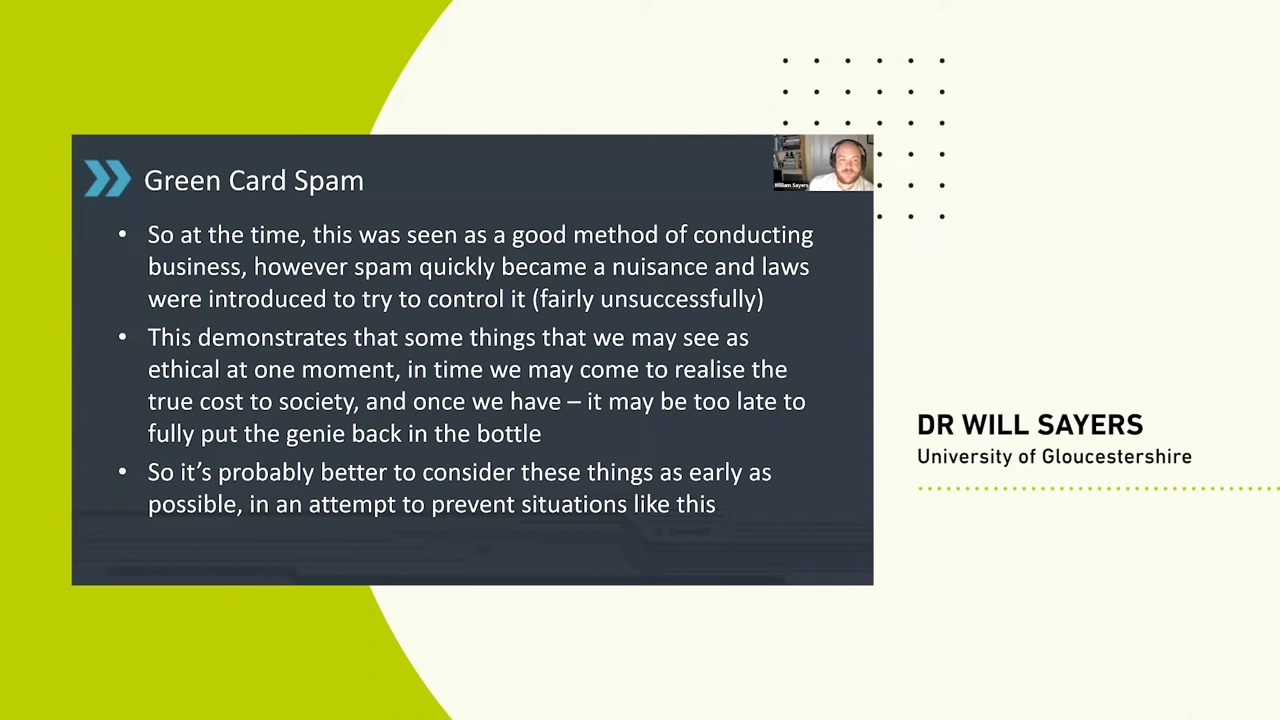 Green Card Spam
William Sayers
• So at the time, this was seen as a good method of conducting
business, however spam quickly became a nuisance and laws
were introduced to try to control it (fairly unsuccessfully)
• This demonstrates that some things that we may see as
ethical at one moment, in time we may come to realise the
true cost to society, and once we have – it may be too late to
fully put the genie back in the bottle
• So it’s probably better to consider these things as early as
possible, in an attempt to prevent situations like this
DR WILL SAYERS
University of Gloucestershire